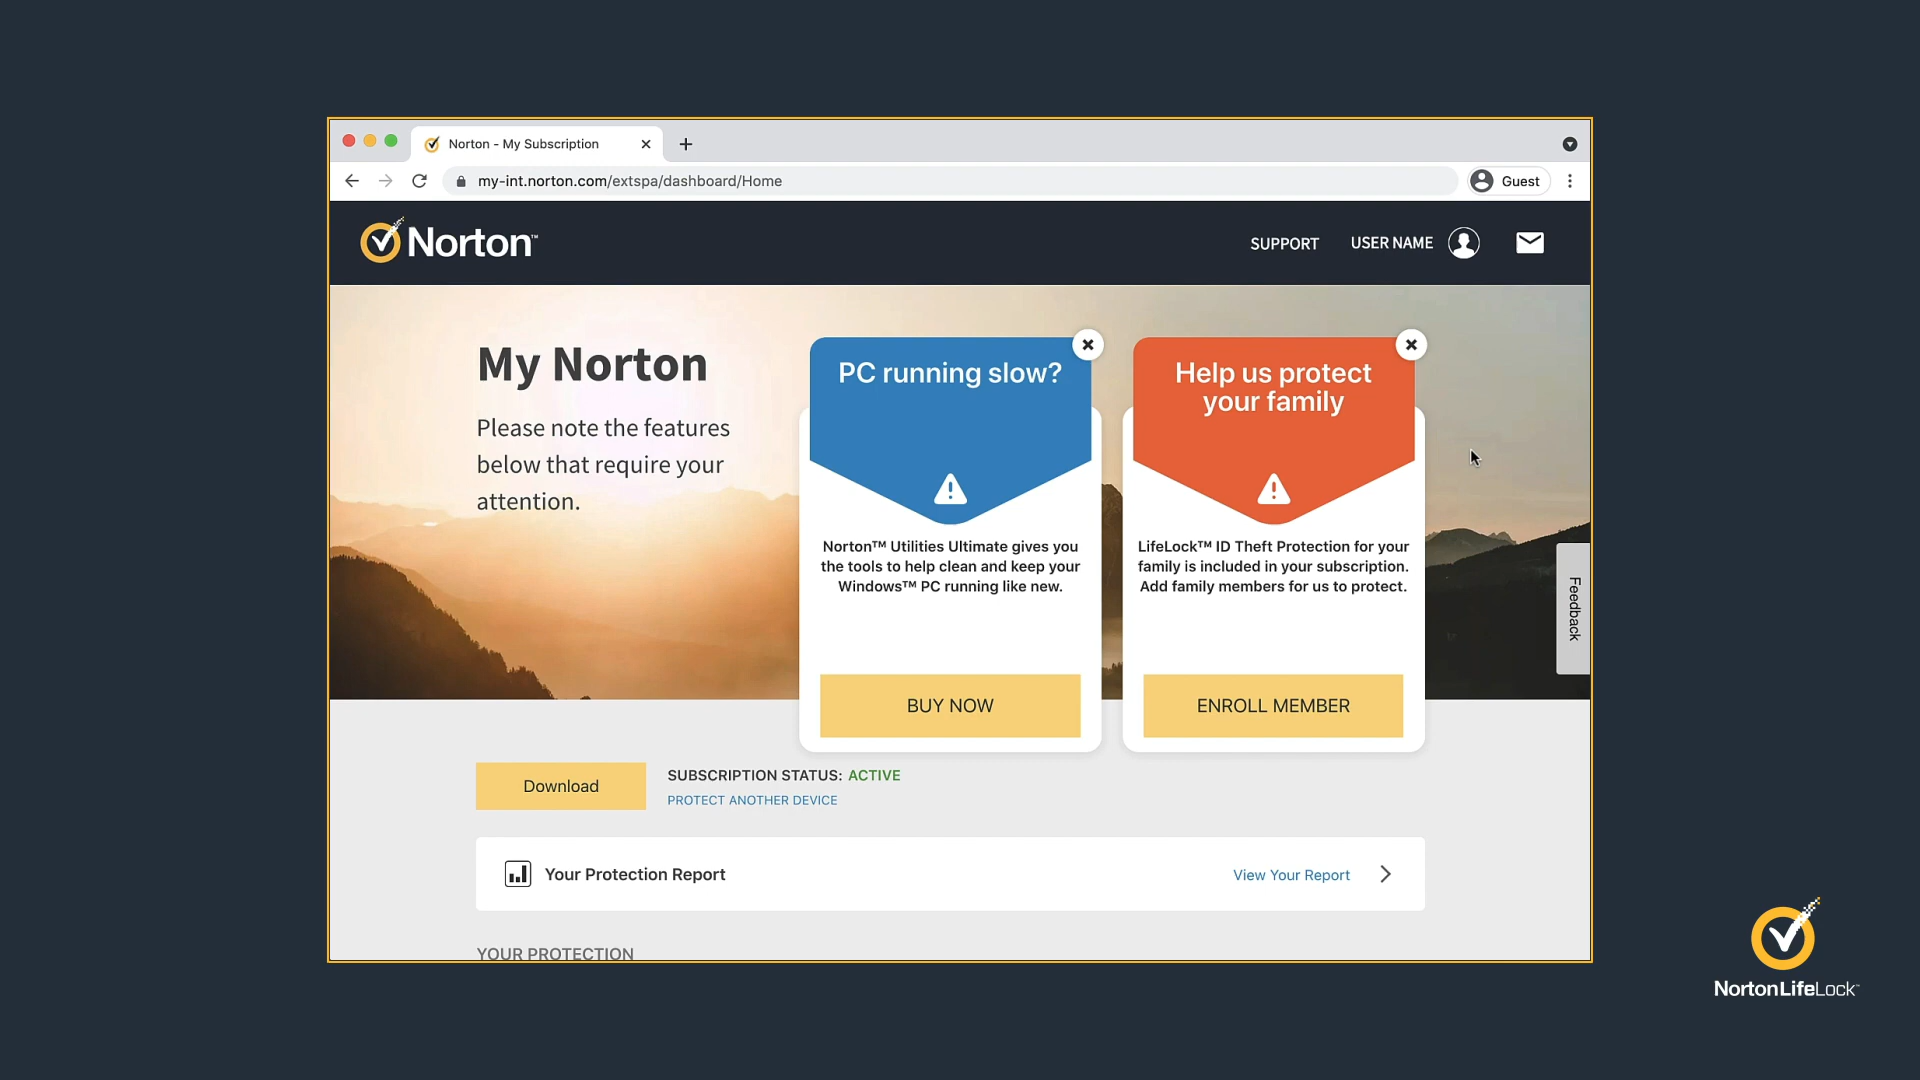 Norton - My Subscription
my-int.norton.com/extspa/dashboard/Home
Guest
Norton™
SUPPORT
USER NAME
My Norton
Please note the features
below that require your
attention.
PC running slow?
Norton™ Utilities Ultimate gives you
the tools to help clean and keep your
Windows™ PC running like new.
BUY NOW
Help us protect
your family
LifeLock™ ID Theft Protection for your
family is included in your subscription.
Add family members for us to protect.
ENROLL MEMBER
Feedback
Download
SUBSCRIPTION STATUS: ACTIVE
PROTECT ANOTHER DEVICE
Your Protection Report
View Your Report
YOUR PROTECTION
NortonLifeLock™